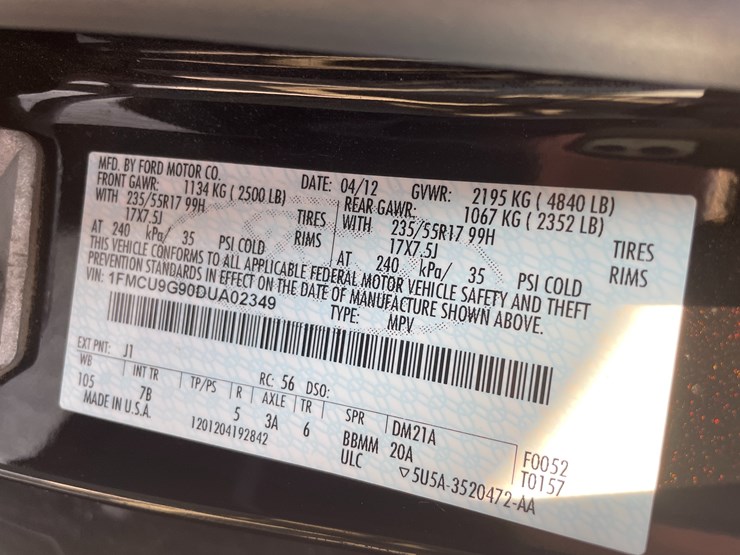 MFD. BY FORD MOTOR CO.
DATE: 04/12 GVWR: 2195 KG ( 4840 LB)
FRONT GAWR: 1134 KG ( 2500 LB) REAR GAWR: 1067 KG ( 2352 LB)
WITH 235/55R17 99H TIRES WITH 235/55R17 99H TIRES
17X7.5J RIMS 17X7.5J RIMS
AT 240 kPa/ 35 PSI COLD AT 240 kPa/ 35 PSI COLD
THIS VEHICLE CONFORMS TO ALL APPLICABLE FEDERAL MOTOR VEHICLE SAFETY AND THEFT
PREVENTION STANDARDS IN EFFECT ON THE DATE OF MANUFACTURE SHOWN ABOVE.
VIN: 1FMCU9G90DUA02349 TYPE: MPV
EXT PNT: J1 RC: 56 DSO:
WB INT TR TP/PS R AXLE TR SPR DM21A F0052
105 7B 5 3A 6 BBMM 20A T0157
MADE IN U.S.A. 1201204192842 ULC ▽5U5A-3520472-AA